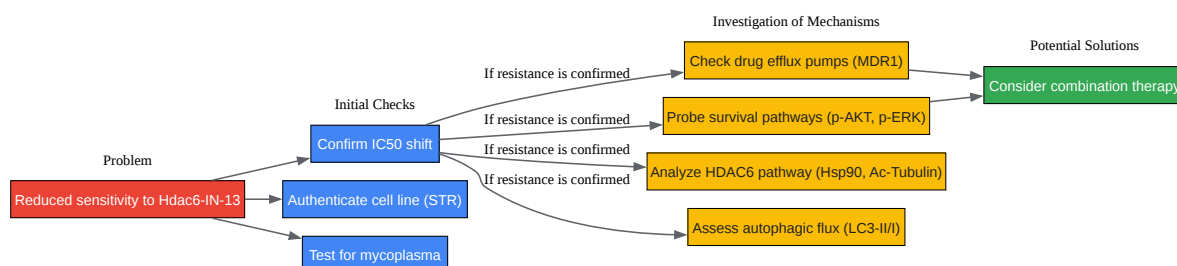 Problem
Reduced sensitivity to Hdac6-IN-13
Initial Checks
Confirm IC50 shift
Authenticate cell line (STR)
Test for mycoplasma
If resistance is confirmed
If resistance is confirmed
If resistance is confirmed
If resistance is confirmed
Investigation of Mechanisms
Check drug efflux pumps (MDR1)
Probe survival pathways (p-AKT, p-ERK)
Analyze HDAC6 pathway (Hsp90, Ac-Tubulin)
Assess autophagic flux (LC3-II/I)
Potential Solutions
Consider combination therapy